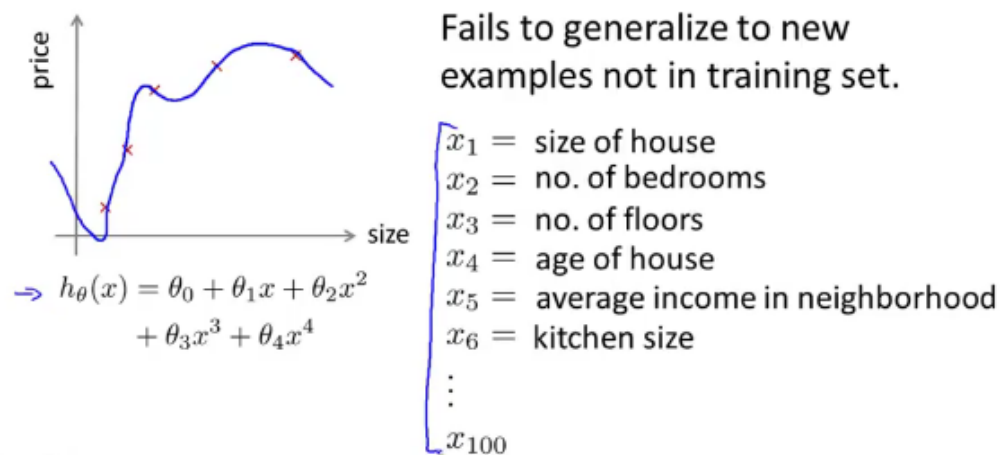 Fails to generalize to new
examples not in training set.
price
size
→ hθ(x) = θ₀ + θ₁x + θ₂x²
+ θ₃x³ + θ₄x⁴
x₁ = size of house
x₂ = no. of bedrooms
x₃ = no. of floors
x₄ = age of house
x₅ = average income in neighborhood
x₆ = kitchen size
⋮
x₁₀₀